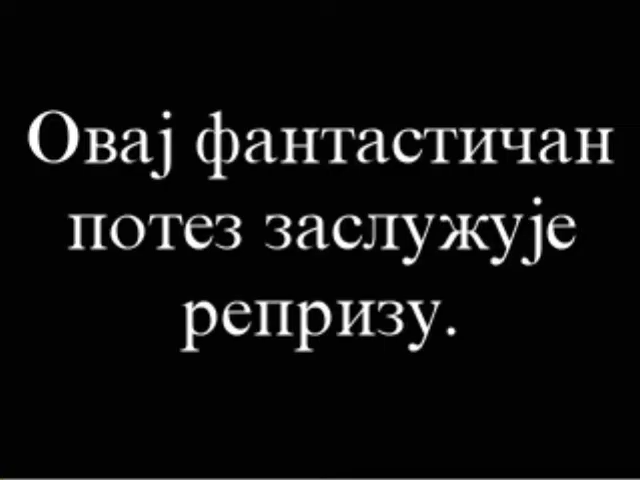 Овај фантастичан
потез заслужује
репризу.